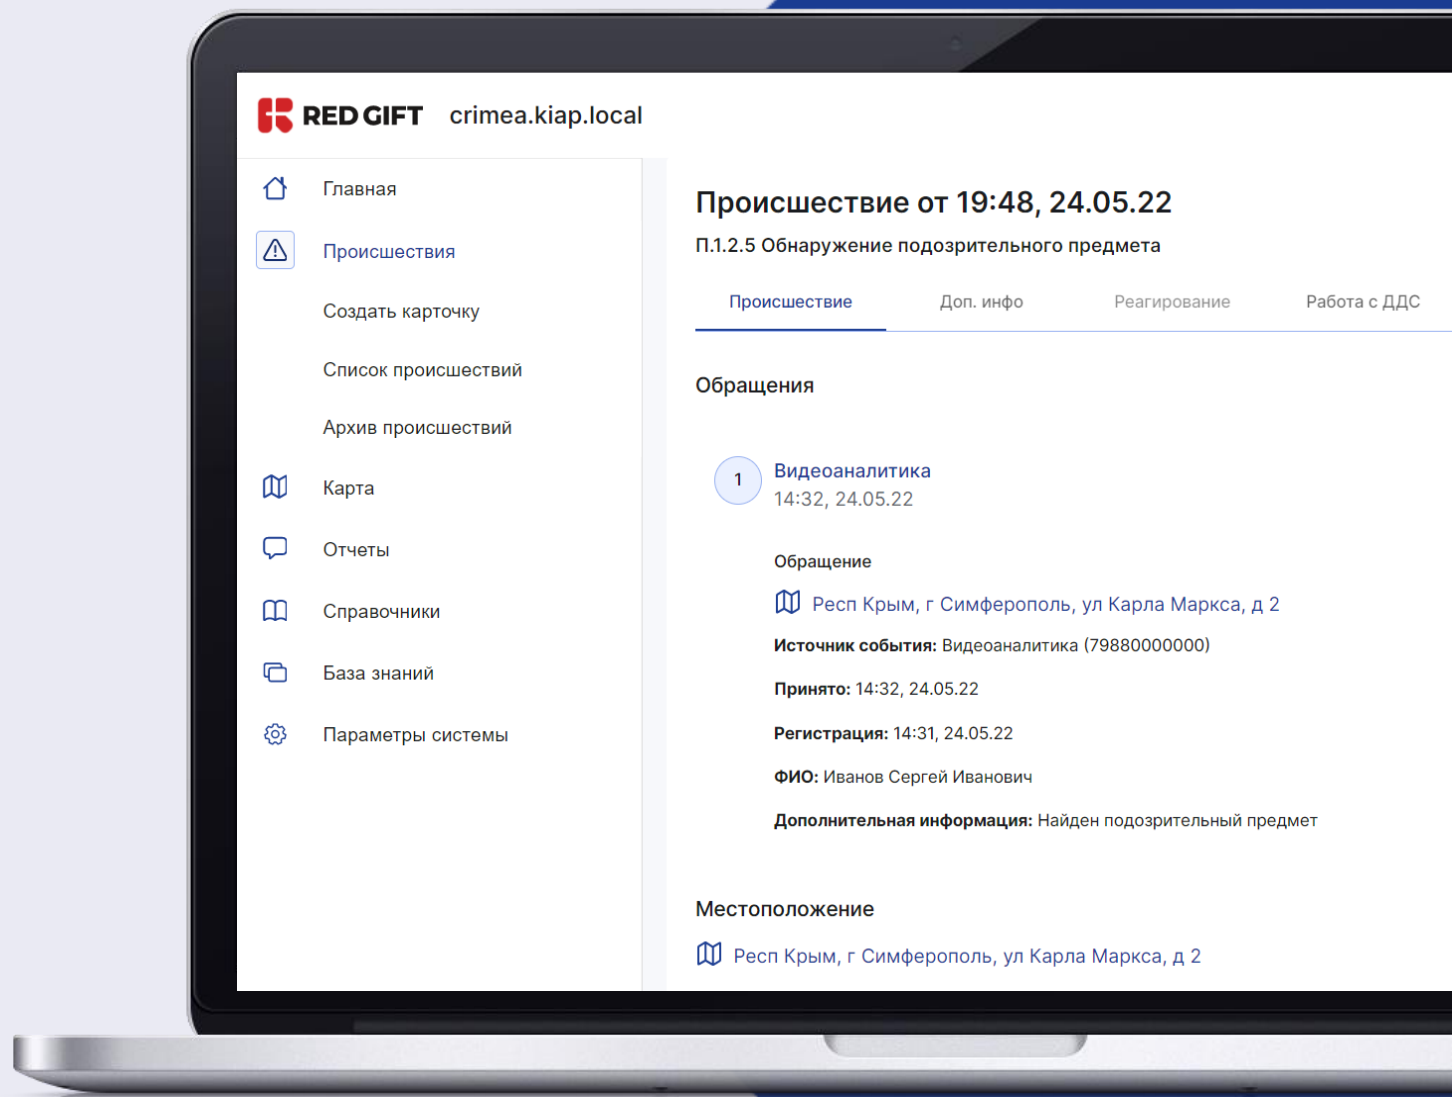 RED GIFT crimea.kiap.local
Главная
Происшествия
Создать карточку
Список происшествий
Архив происшествий
Карта
Отчеты
Справочники
База знаний
Параметры системы
Происшествие от 19:48, 24.05.22
П.1.2.5 Обнаружение подозрительного предмета
Происшествие Доп. инфо Реагирование Работа с ДДС
Обращения
1 Видеоаналитика
14:32, 24.05.22
Обращение
Респ Крым, г Симферополь, ул Карла Маркса, д 2
Источник события: Видеоаналитика (79880000000)
Принято: 14:32, 24.05.22
Регистрация: 14:31, 24.05.22
ФИО: Иванов Сергей Иванович
Дополнительная информация: Найден подозрительный предмет
Местоположение
Респ Крым, г Симферополь, ул Карла Маркса, д 2